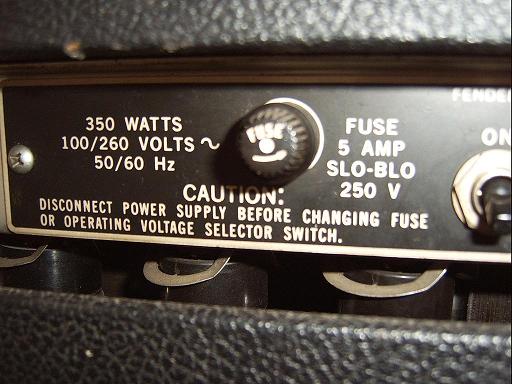 350 WATTS
100/260 VOLTS ~
50/60 Hz
FUSE
FUSE
5 AMP
SLO-BLO
250 V
CAUTION:
DISCONNECT POWER SUPPLY BEFORE CHANGING FUSE
OR OPERATING VOLTAGE SELECTOR SWITCH.
FENDER
ON